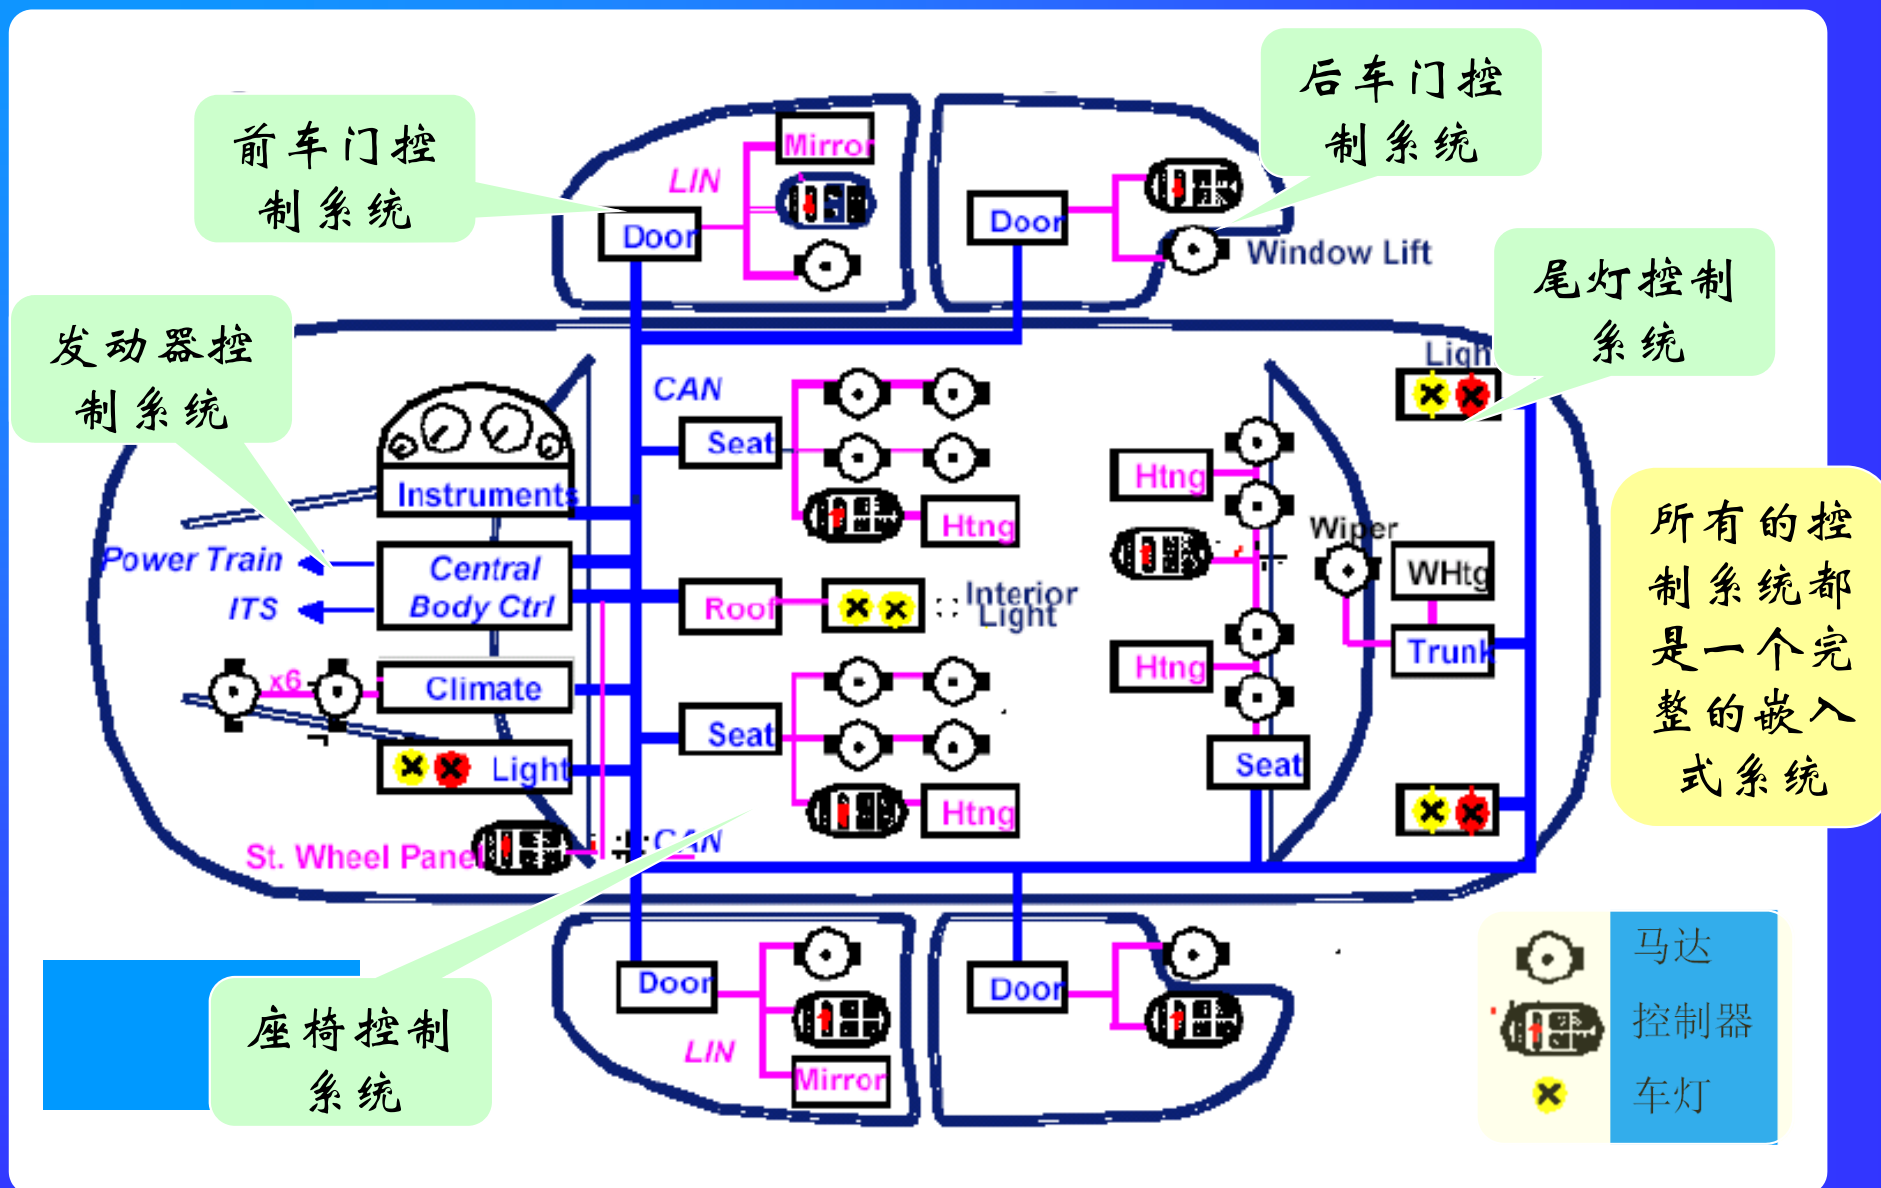 后车门控
制系统
前车门控
制系统
Mirror
LIN
Door
Door
Window Lift
尾灯控制
系统
Ligh
发动器控
制系统
CAN
Seat
Instruments
Htng
Htng
Wiper
所有的控
制系统都
是一个完
整的嵌入
式系统
Power Train
Central
Body Ctrl
ITS
WHtg
Roof
Interior
Light
Trunk
Htng
x6
Climate
Seat
Seat
Light
Htng
CAN
St. Wheel Panel
Door
Door
座椅控制
系统
LIN
Mirror
马达
控制器
车灯